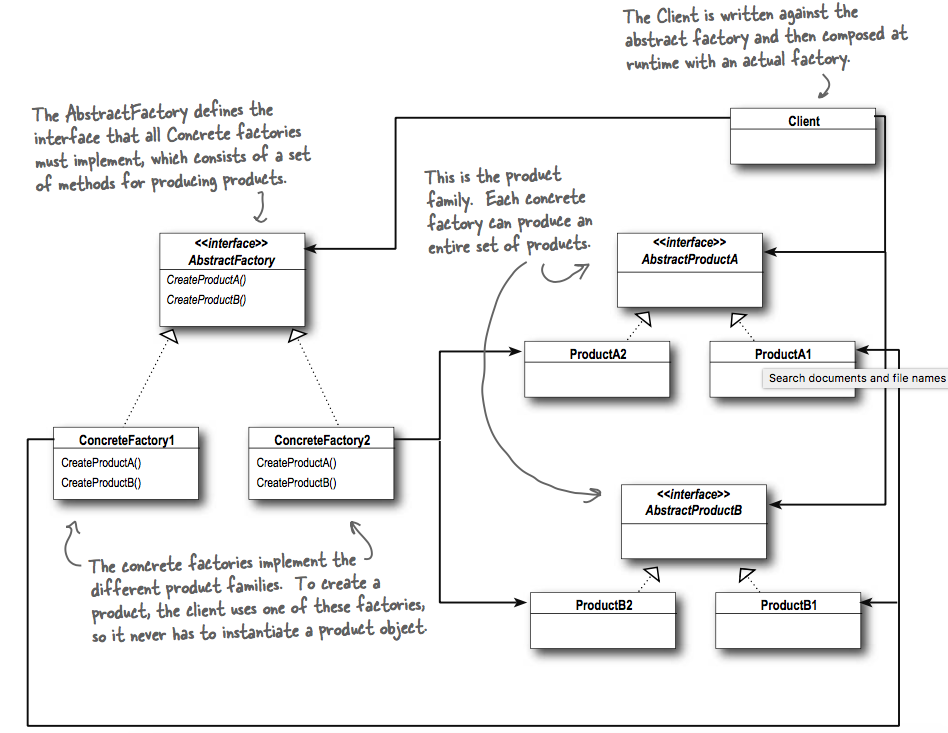 The Client is written against the
abstract factory and then composed at
runtime with an actual factory.
Client
The AbstractFactory defines the
interface that all Concrete factories
must implement, which consists of a set
of methods for producing products.
This is the product
family. Each concrete
factory can produce an
entire set of products.
<<interface>>
AbstractFactory
CreateProductA()
CreateProductB()
<<interface>>
AbstractProductA
ProductA2
ProductA1
Search documents and file names
ConcreteFactory1
CreateProductA()
CreateProductB()
ConcreteFactory2
CreateProductA()
CreateProductB()
<<interface>>
AbstractProductB
The concrete factories implement the
different product families. To create a
product, the client uses one of these factories,
so it never has to instantiate a product object.
ProductB2
ProductB1